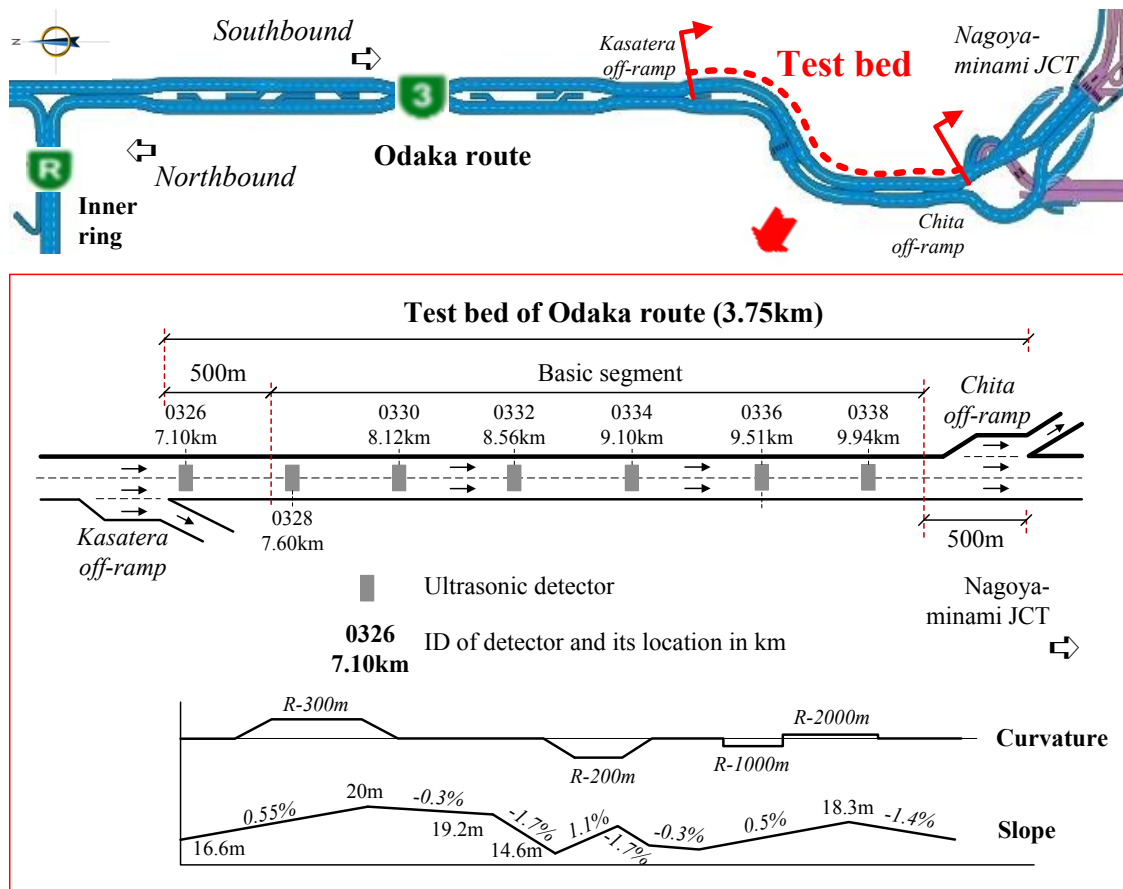 N
Southbound
Kasatera
off-ramp
Nagoya-
minami JCT
Test bed
3
Odaka route
R
Northbound
Inner
ring
Chita
off-ramp
Test bed of Odaka route (3.75km)
500m
Basic segment
Chita
off-ramp
0326
7.10km
0330
8.12km
0332
8.56km
0334
9.10km
0336
9.51km
0338
9.94km
0328
7.60km
Kasatera
off-ramp
500m
Ultrasonic detector
Nagoya-
minami JCT
0326
7.10km
ID of detector and its location in km
R-300m
R-2000m
Curvature
R-200m
R-1000m
20m
-0.3%
0.55%
19.2m
-1.7%
1.1%
-1.7%
-0.3%
0.5%
18.3m
-1.4%
Slope
16.6m
14.6m